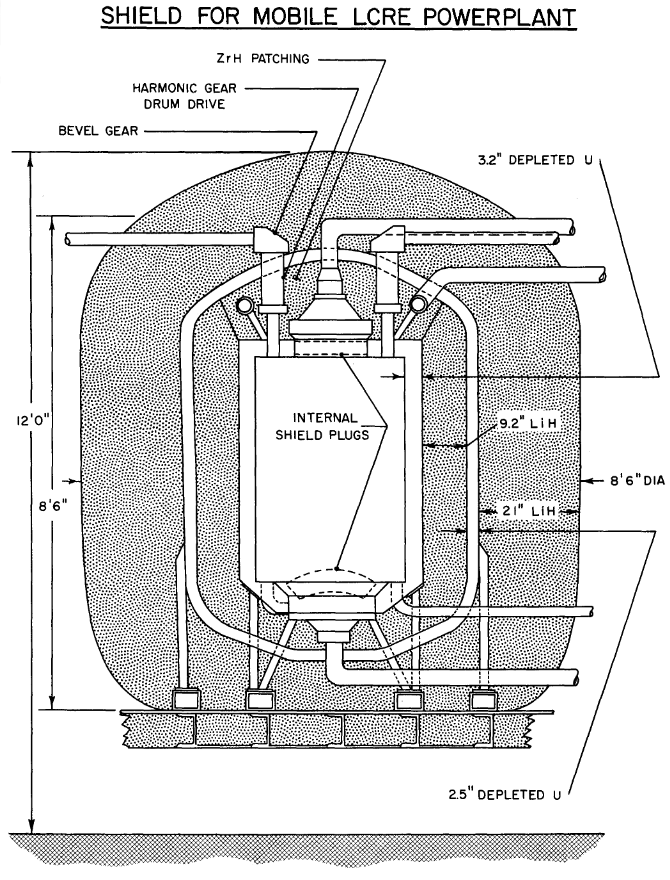 SHIELD FOR MOBILE LCRE POWERPLANT
ZrH PATCHING
HARMONIC GEAR
DRUM DRIVE
BEVEL GEAR
3.2" DEPLETED U
INTERNAL
SHIELD PLUGS
12'0"
9.2" LiH
8'6"
8'6" DIA
21" LiH
2.5" DEPLETED U